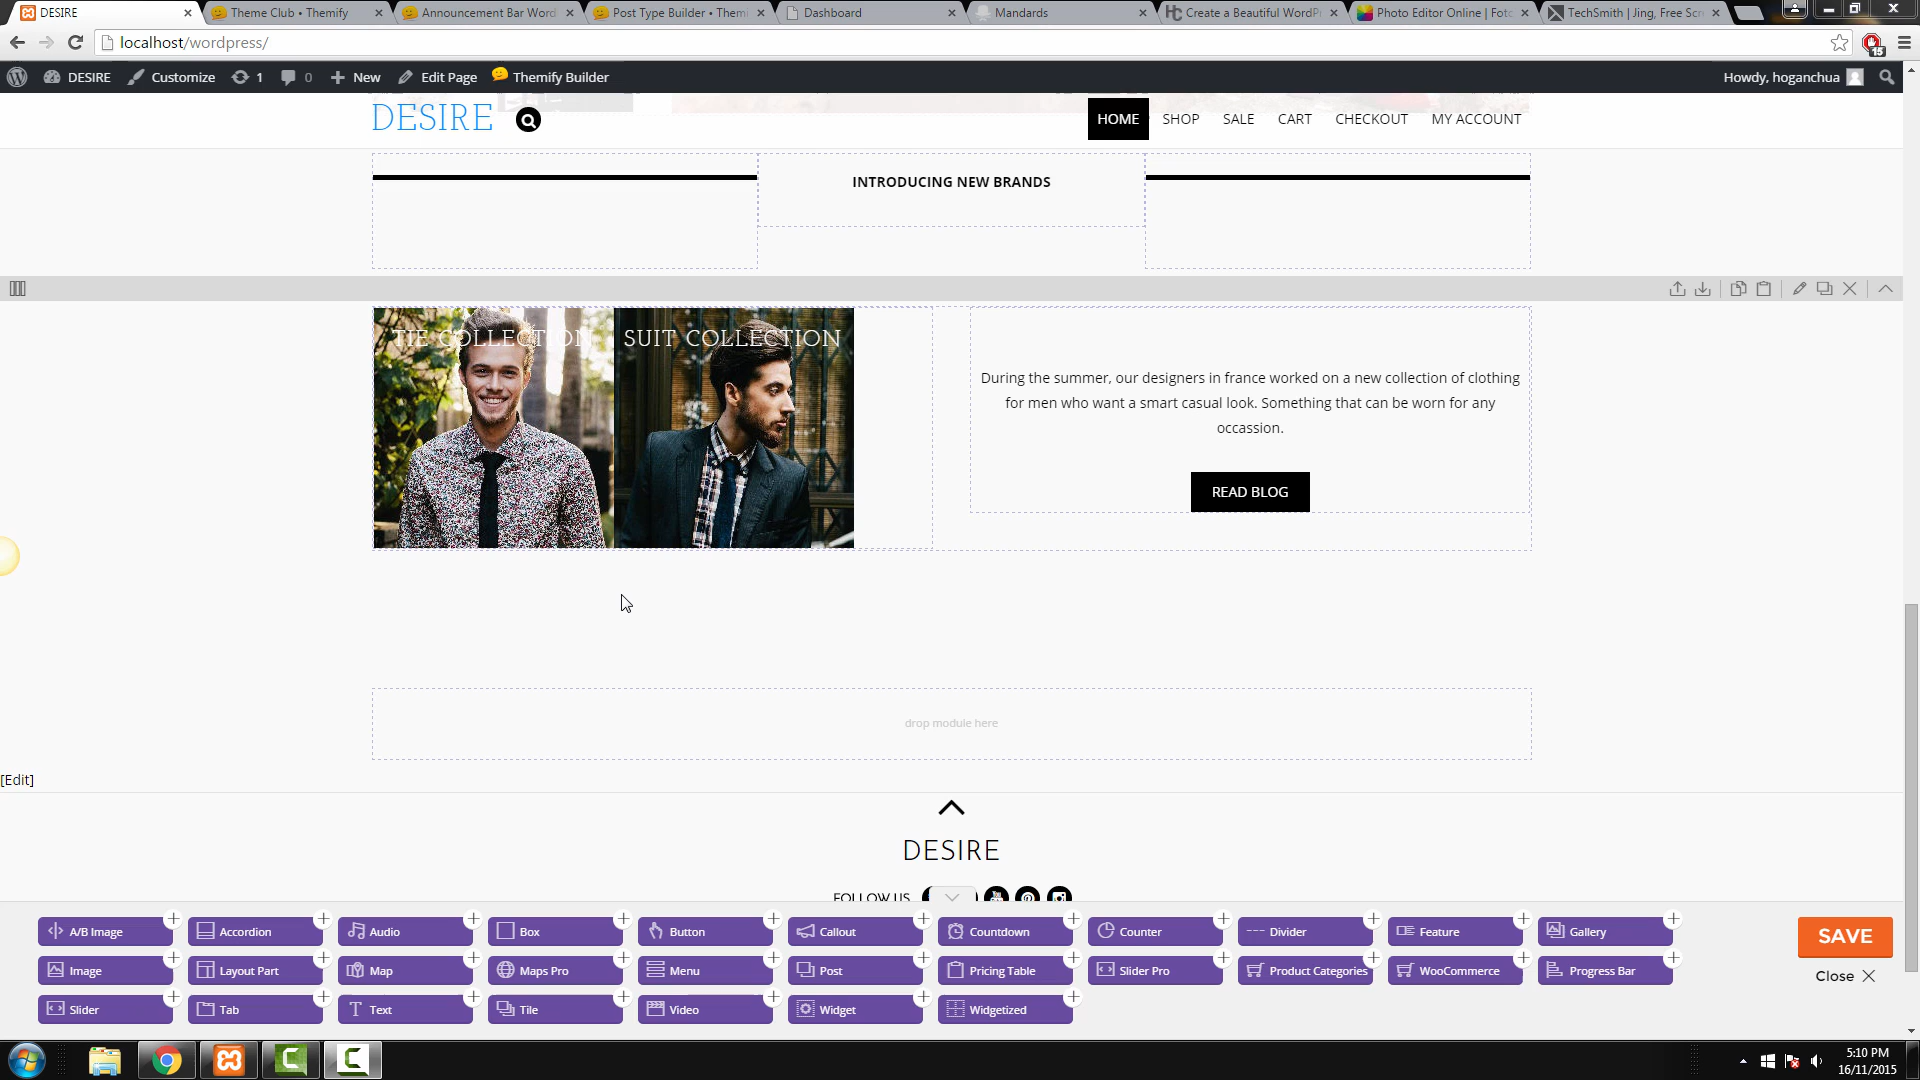 DESIRE
Theme Club - Themify
Announcement Bar Word
Post Type Builder • Them
Dashboard
Mandards
Create a Beautiful WordP
Photo Editor Online | Fot
TechSmith | Jing, Free Scr
localhost/wordpress/
15
DESIRE
Customize
1
0
New
Edit Page
Themify Builder
Howdy, hoganchua
DESIRE
HOME
SHOP
SALE
CART
CHECKOUT
MY ACCOUNT
INTRODUCING NEW BRANDS
TIE COLLECTION
SUIT COLLECTION
During the summer, our designers in france worked on a new collection of clothing
for men who want a smart casual look. Something that can be worn for any
occassion.
READ BLOG
drop module here
[Edit]
DESIRE
FOLLOW US
A/B Image
Accordion
Audio
Box
Button
Callout
Countdown
Counter
Divider
Feature
Gallery
SAVE
Image
Layout Part
Map
Maps Pro
Menu
Post
Pricing Table
Slider Pro
Product Categories
WooCommerce
Progress Bar
Close
Slider
Tab
Text
Tile
Video
Widget
Widgetized
5:10 PM
16/11/2015